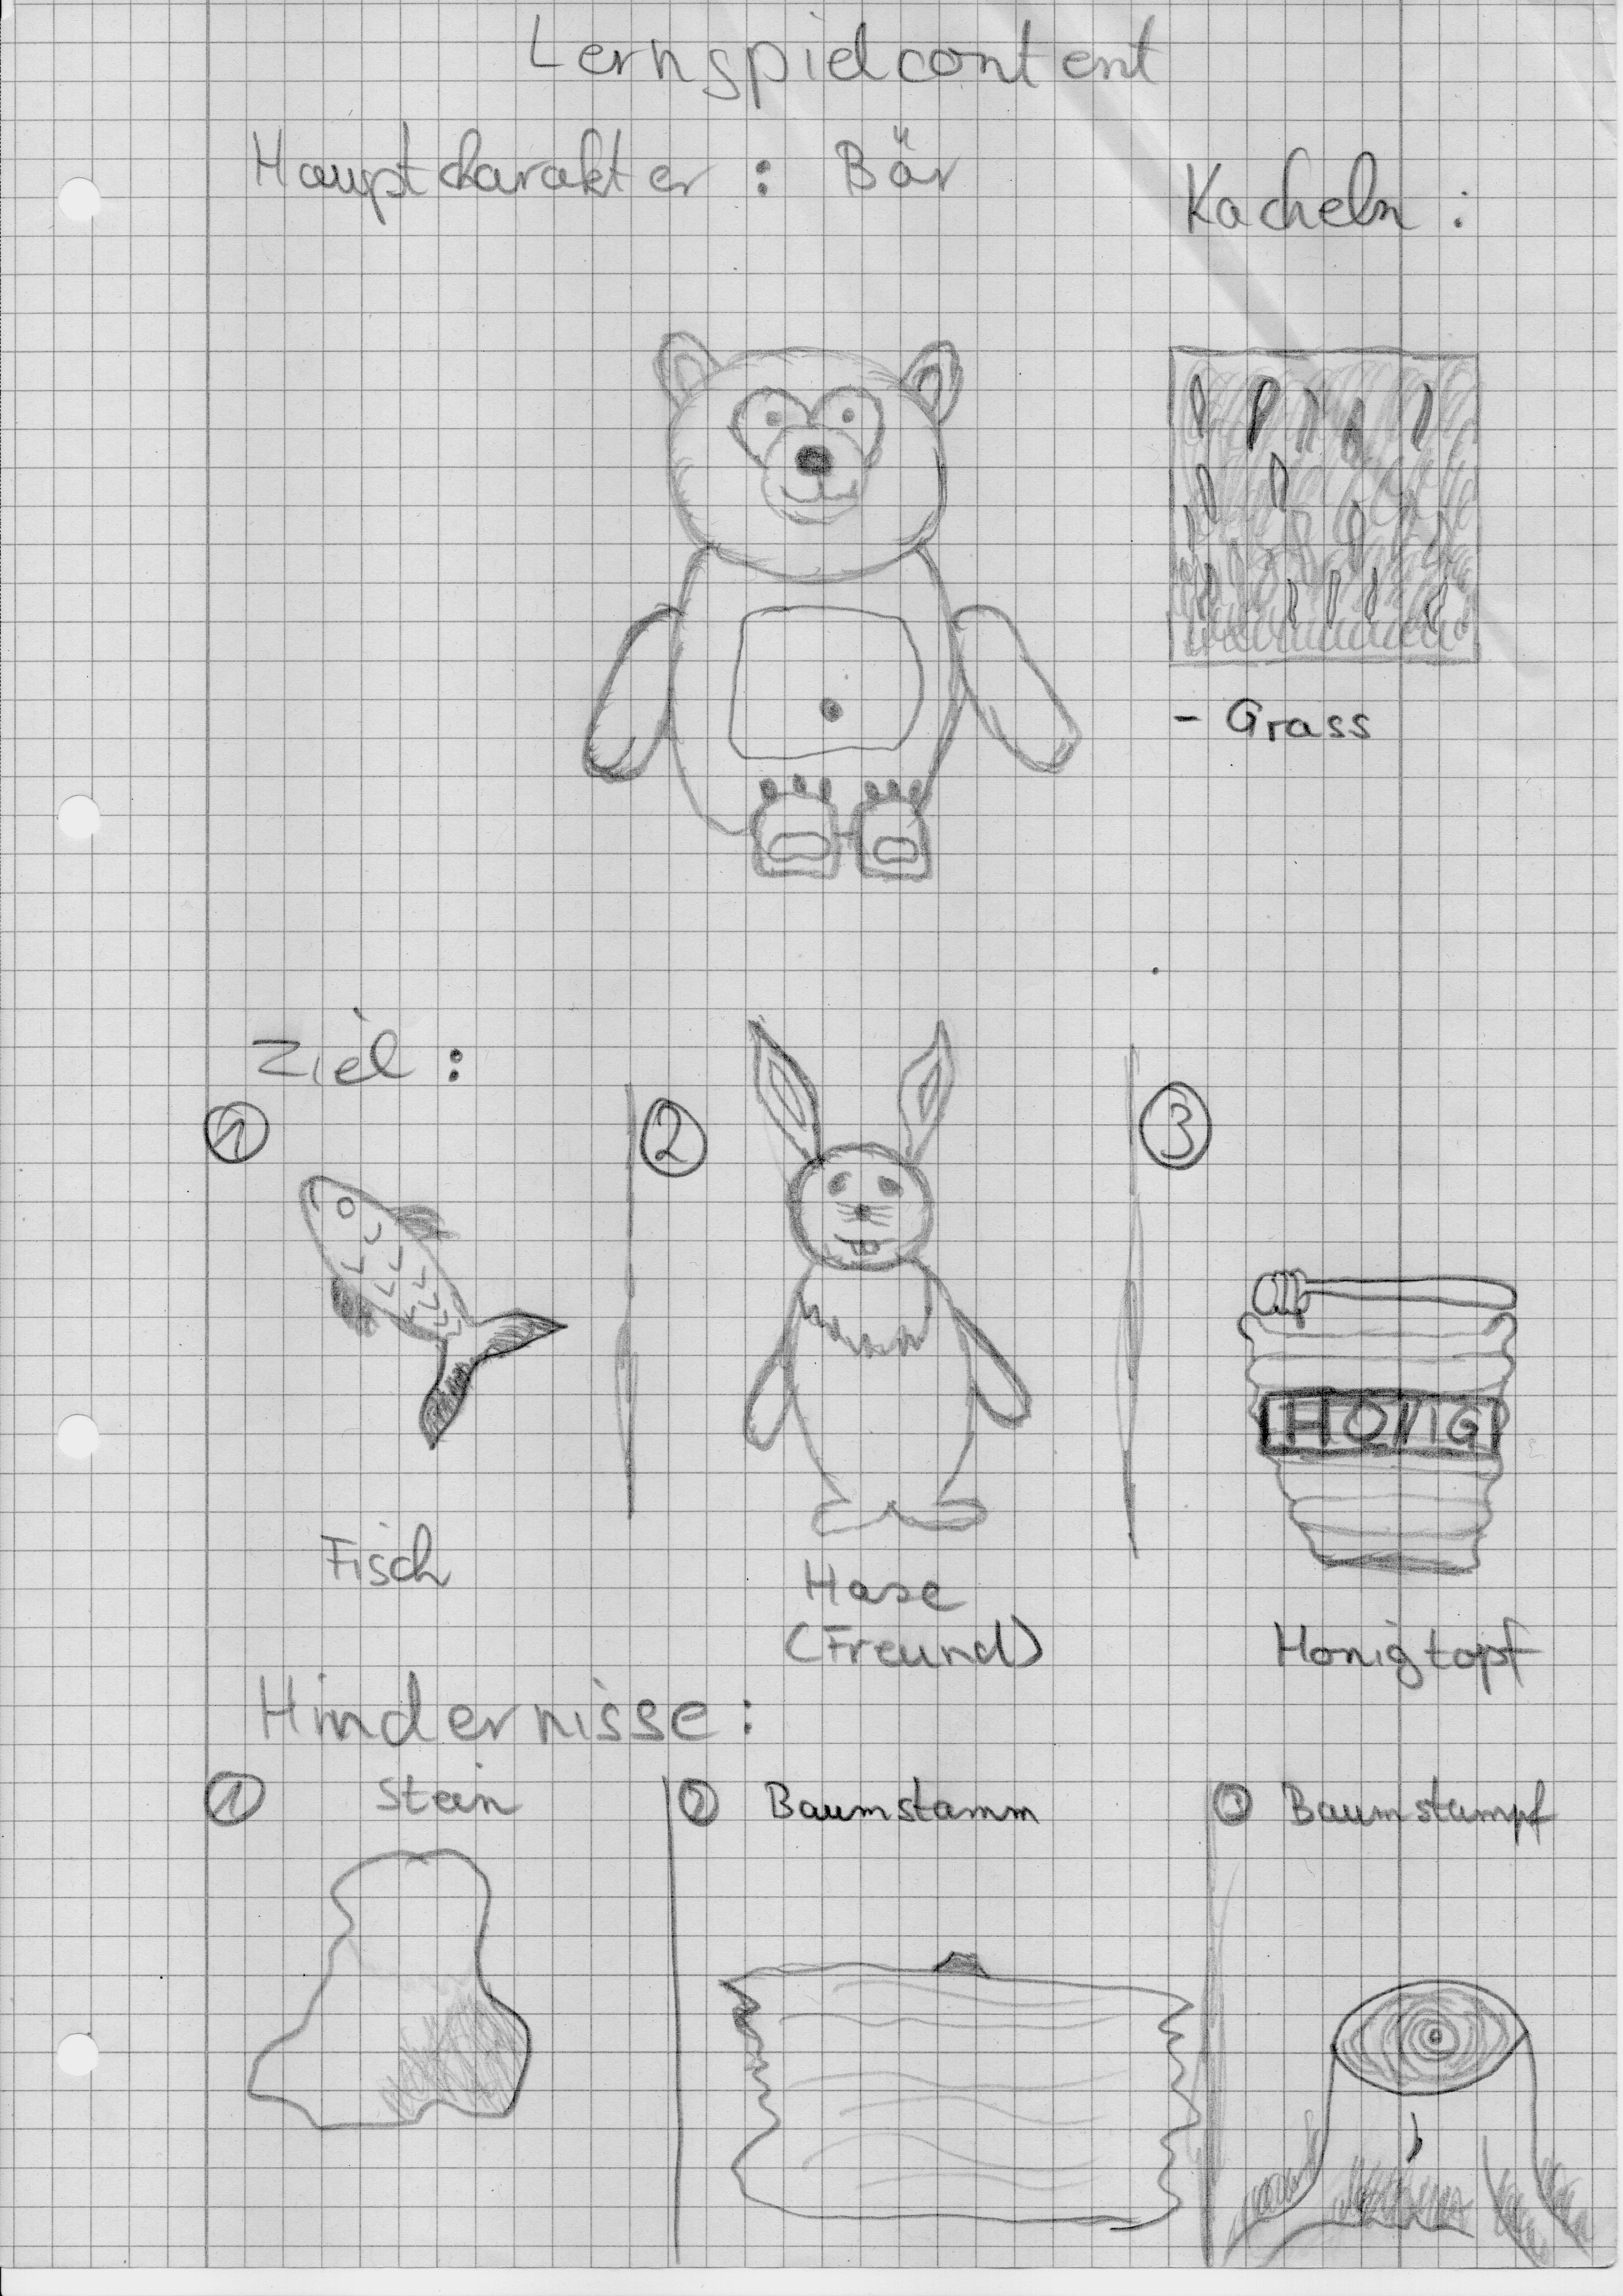 Lernspielcontent
Hauptcharakter : Bär
Kacheln :
- Grass
Ziel :
1
2
3
HONIG
Fisch
Hase
(Freund)
Honigtopf
Hindernisse :
1 Stein
2 Baumstamm
3 Baumstumpf